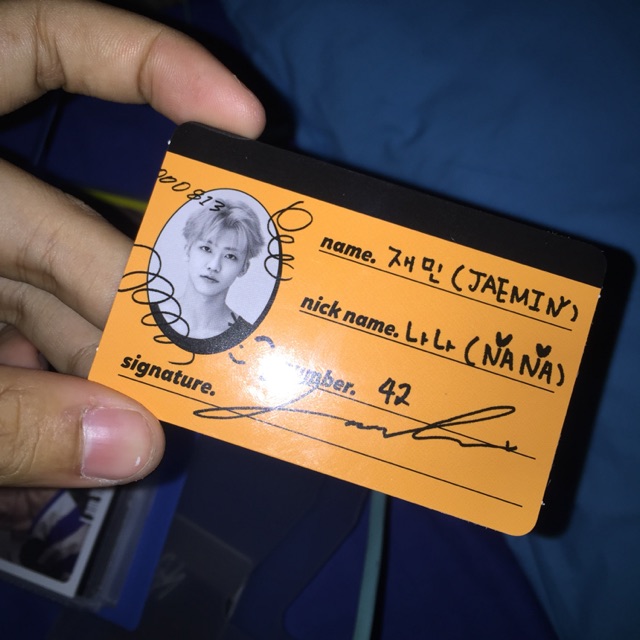 000813
name. 재민 (JAEMIN)
nick name. 나나 (NANA)
number. 42
signature.